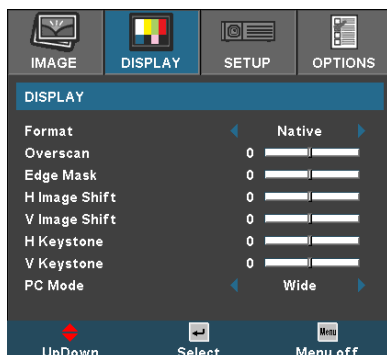 IMAGE DISPLAY SETUP OPTIONS
DISPLAY
Format Native
Overscan 0
Edge Mask 0
H Image Shift 0
V Image Shift 0
H Keystone 0
V Keystone 0
PC Mode Wide
Menu
UpDown Select Menu off